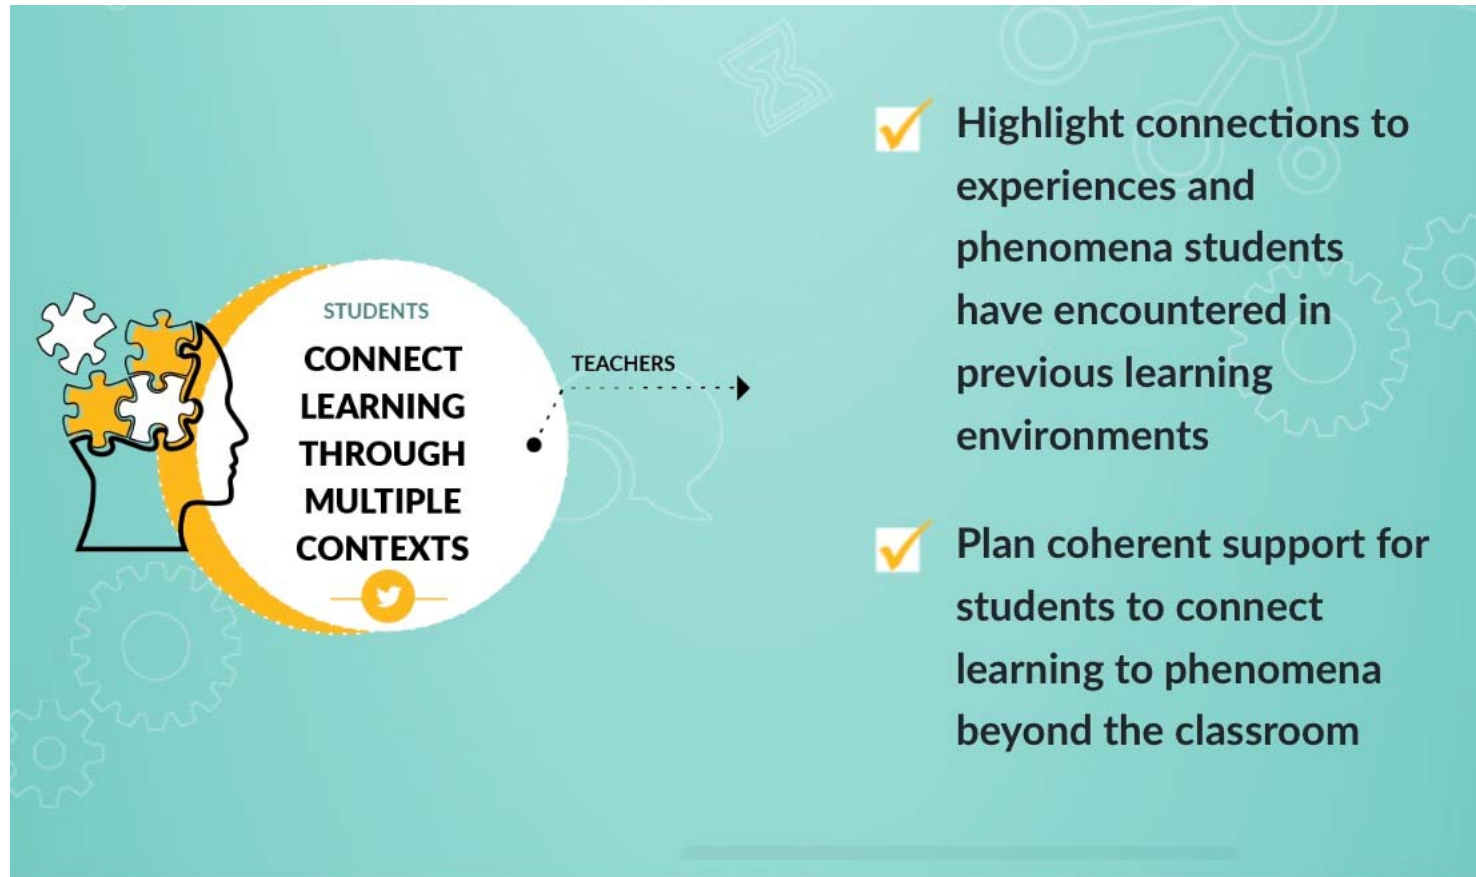 STUDENTS
CONNECT
LEARNING
THROUGH
MULTIPLE
CONTEXTS
TEACHERS
Highlight connections to
experiences and
phenomena students
have encountered in
previous learning
environments
Plan coherent support for
students to connect
learning to phenomena
beyond the classroom